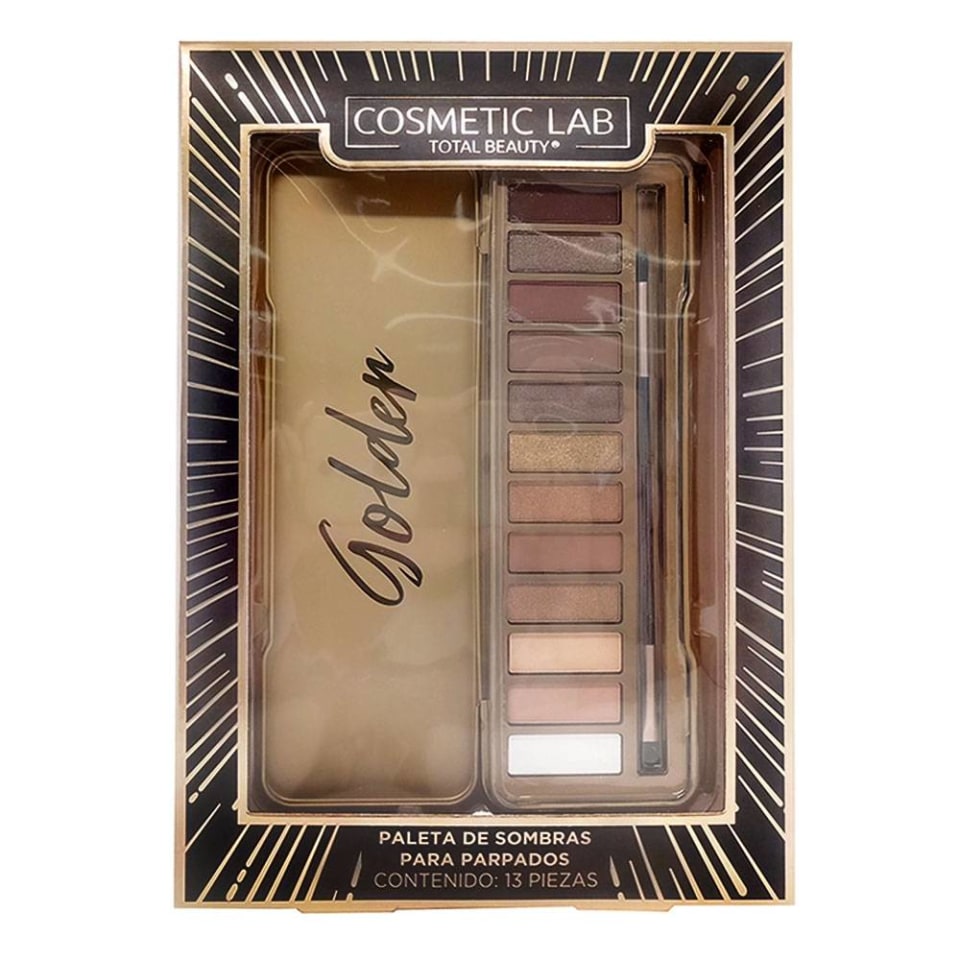 COSMETIC LAB
TOTAL BEAUTY®
Golden
PALETA DE SOMBRAS
PARA PARPADOS
CONTENIDO: 13 PIEZAS